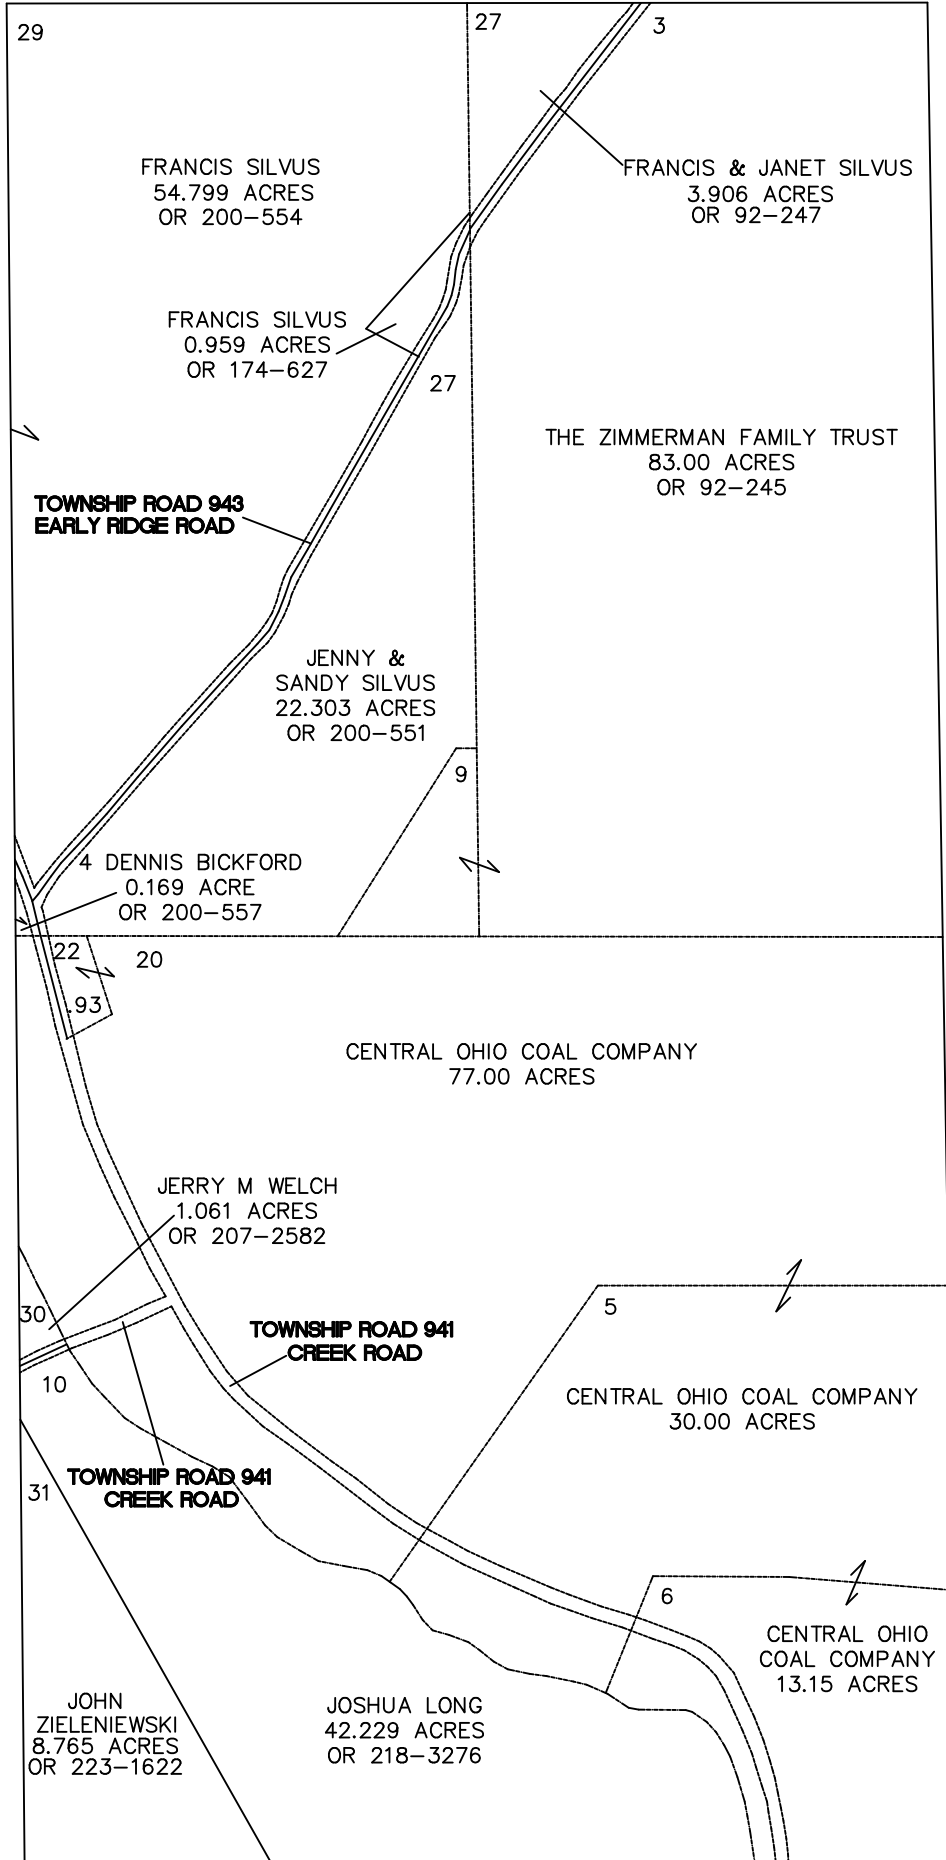 29
27
3
FRANCIS SILVUS
54.799 ACRES
OR 200-554
FRANCIS & JANET SILVUS
3.906 ACRES
OR 92-247
FRANCIS SILVUS
0.959 ACRES
OR 174-627
27
THE ZIMMERMAN FAMILY TRUST
83.00 ACRES
OR 92-245
TOWNSHIP ROAD 943
EARLY RIDGE ROAD
JENNY &
SANDY SILVUS
22.303 ACRES
OR 200-551
9
4 DENNIS BICKFORD
0.169 ACRE
OR 200-557
22
20
.93
CENTRAL OHIO COAL COMPANY
77.00 ACRES
JERRY M WELCH
1.061 ACRES
OR 207-2582
30
5
TOWNSHIP ROAD 941
CREEK ROAD
10
CENTRAL OHIO COAL COMPANY
30.00 ACRES
TOWNSHIP ROAD 941
CREEK ROAD
31
6
CENTRAL OHIO
COAL COMPANY
13.15 ACRES
JOHN
ZIELENIEWSKI
8.765 ACRES
OR 223-1622
JOSHUA LONG
42.229 ACRES
OR 218-3276